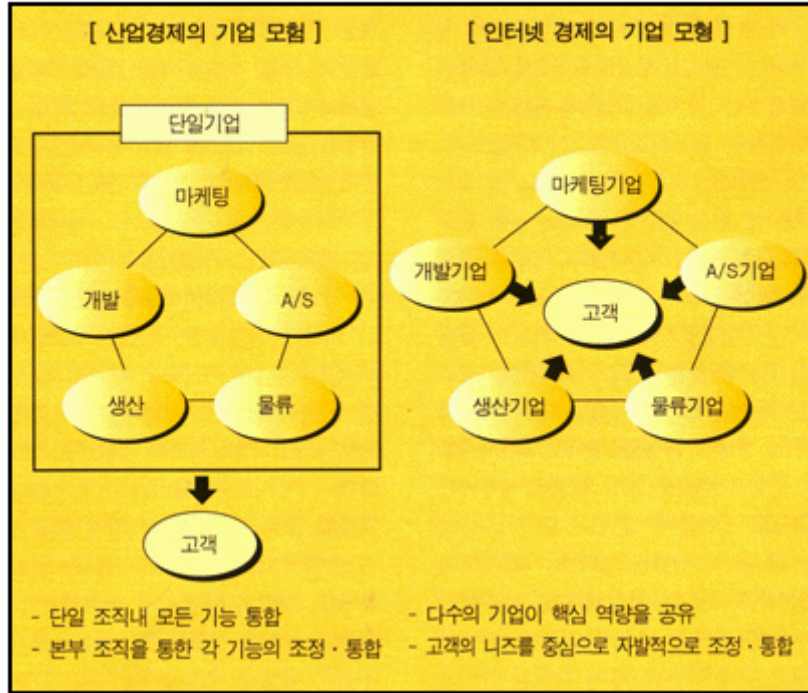 [ 산업경제의 기업 모험 ]
단일기업
마케팅
개발
A/S
생산
물류
고객
- 단일 조직내 모든 기능 통합
- 본부 조직을 통한 각 기능의 조정 · 통합
[ 인터넷 경제의 기업 모형 ]
마케팅기업
개발기업
A/S기업
고객
생산기업
물류기업
- 다수의 기업이 핵심 역량을 공유
- 고객의 니즈를 중심으로 자발적으로 조정 · 통합